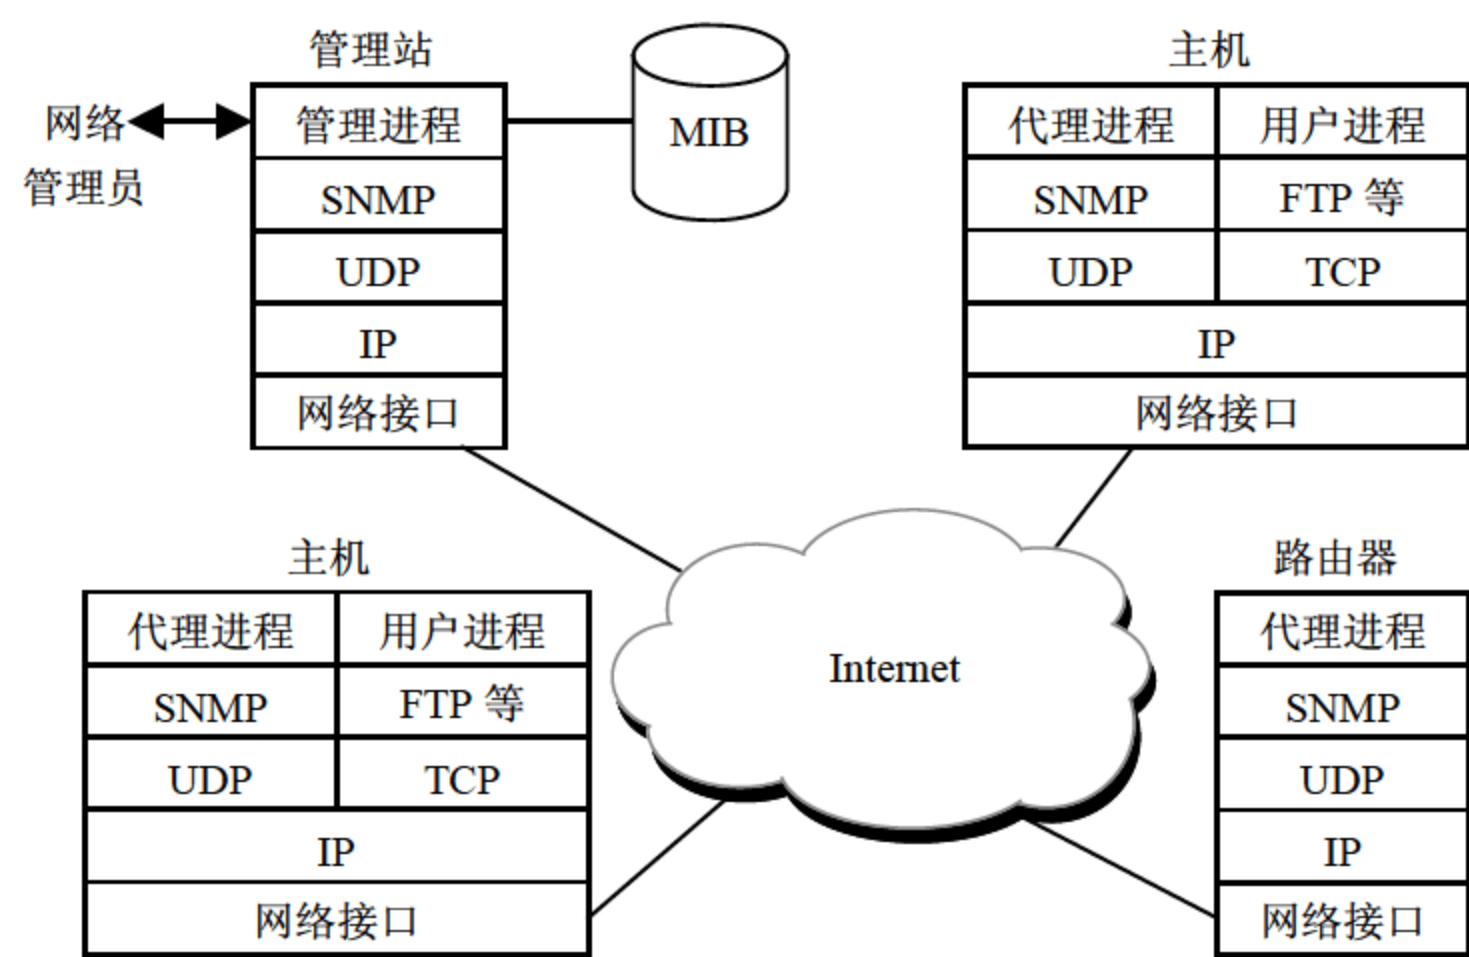 管理站
网络
管理员
管理进程
SNMP
UDP
IP
网络接口
MIB
主机
代理进程 用户进程
SNMP FTP 等
UDP TCP
IP
网络接口
主机
代理进程 用户进程
SNMP FTP 等
UDP TCP
IP
网络接口
Internet
路由器
代理进程
SNMP
UDP
IP
网络接口